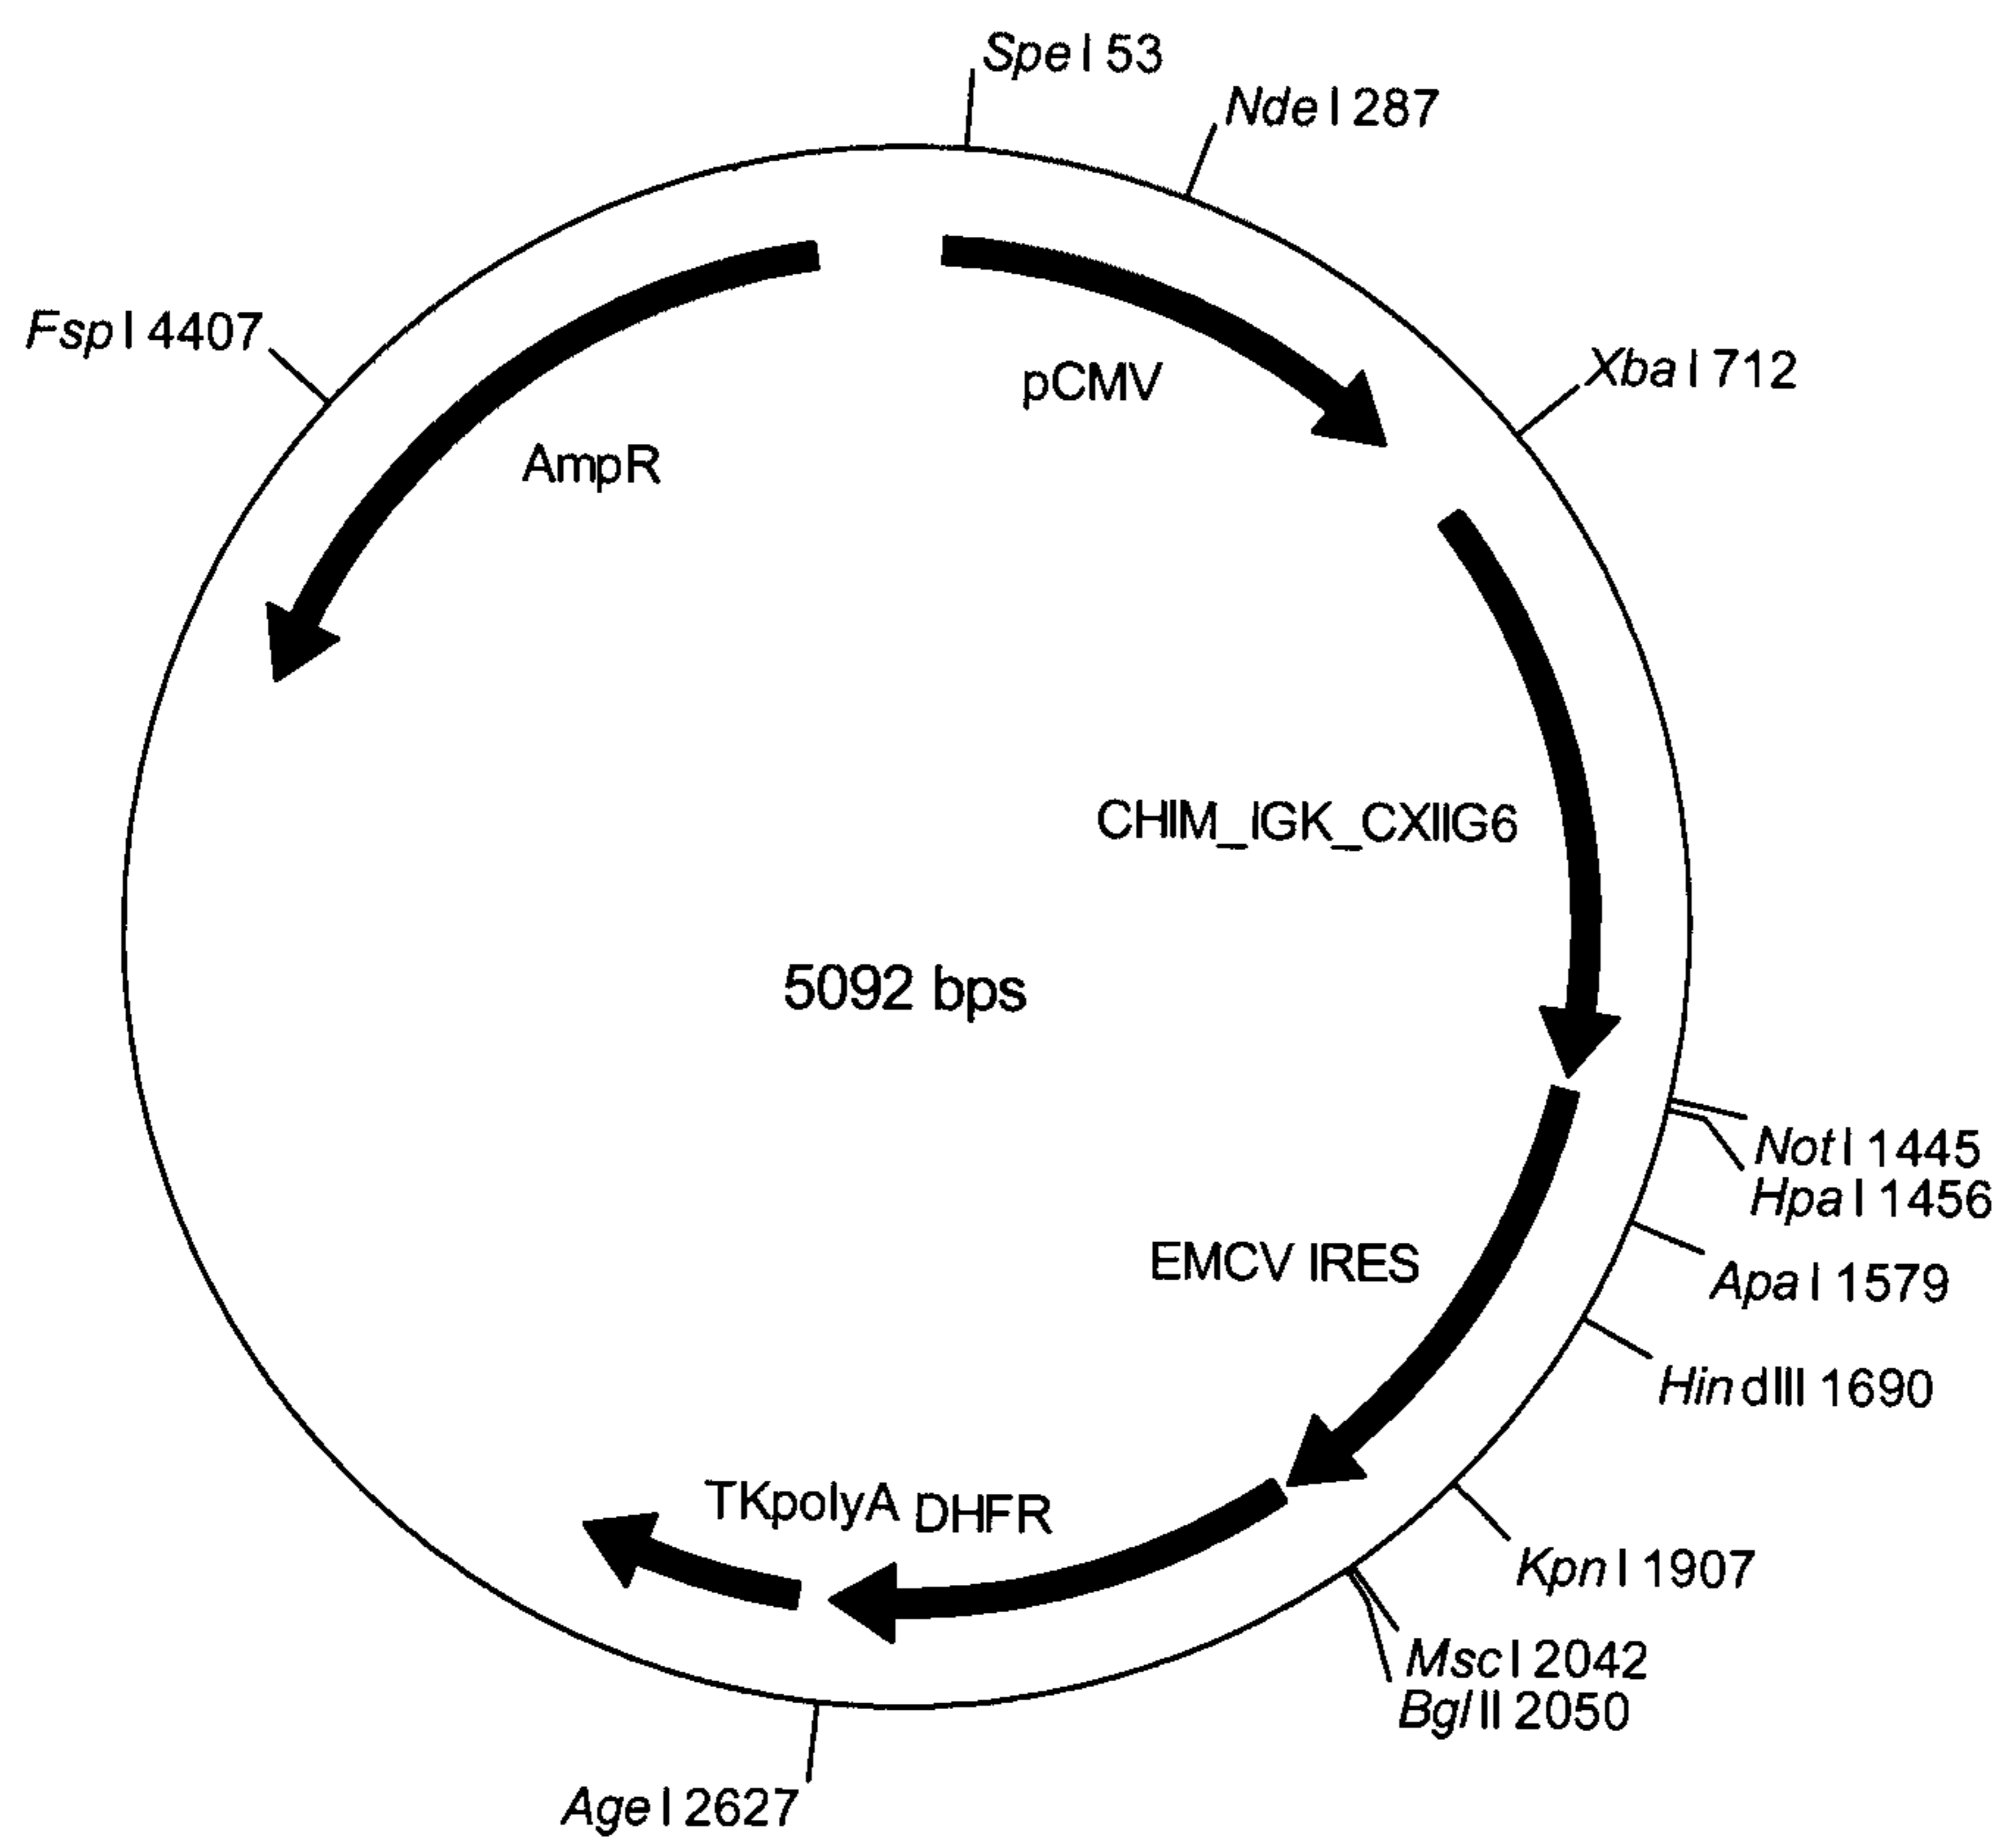 SpeI 53
NdeI 287
FspI 4407
XbaI 712
pCMV
AmpR
CHIM_IGK_CXIIG6
5092 bps
NotI 1445
HpaI 1456
EMCV IRES
ApaI 1579
HindIII 1690
TKpolyA DHFR
KpnI 1907
MscI 2042
BglII 2050
AgeI 2627